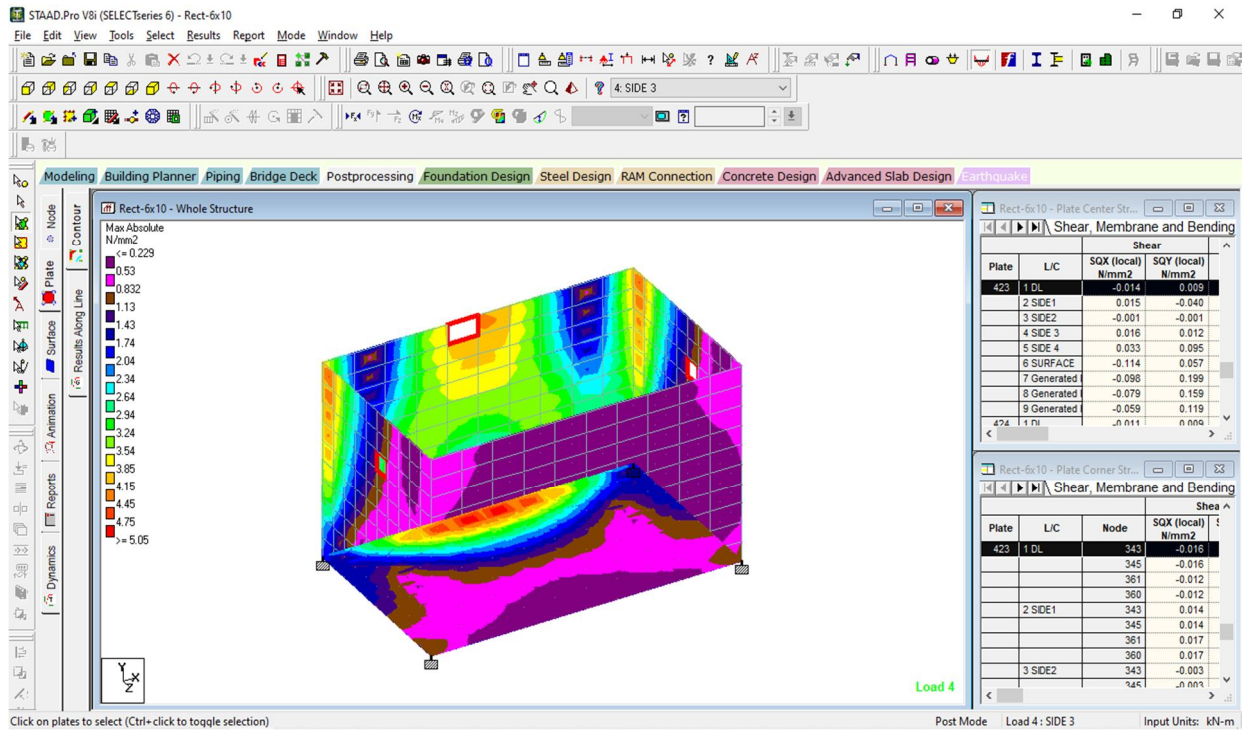 STAAD.Pro V8i (SELECTseries 6) - Rect-6x10
File Edit View Tools Select Results Report Mode Window Help
4: SIDE 3
Modeling Building Planner Piping Bridge Deck Postprocessing Foundation Design Steel Design RAM Connection Concrete Design Advanced Slab Design Earthquake
Node
Plate
Surface
Animation
Reports
Dynamics
Contour
Results Along Line
Rect-6x10 - Whole Structure
Max Absolute
N/mm2
<= 0.229
0.53
0.832
1.13
1.43
1.74
2.04
2.34
2.64
2.94
3.24
3.54
3.85
4.15
4.45
4.75
>= 5.05
Y
X
Z
Load 4
Rect-6x10 - Plate Center Str...
Shear, Membrane and Bending
Shear
Plate L/C SQX (local) N/mm2 SQY (local) N/mm2
423 1 DL -0.014 0.009
2 SIDE1 0.015 -0.040
3 SIDE2 -0.001 -0.001
4 SIDE 3 0.016 0.012
5 SIDE 4 0.033 0.095
6 SURFACE -0.114 0.057
7 Generated -0.098 0.199
8 Generated -0.079 0.159
9 Generated -0.059 0.119
424 1 DL -0.011 0.009
Rect-6x10 - Plate Corner Str...
Shear, Membrane and Bending
Shea
Plate L/C Node SQX (local) N/mm2
423 1 DL 343 -0.016
345 -0.016
361 -0.012
360 -0.012
2 SIDE1 343 0.014
345 0.014
361 0.017
360 0.017
3 SIDE2 343 -0.003
345 -0.003
Click on plates to select (Ctrl+click to toggle selection)
Post Mode Load 4 : SIDE 3 Input Units: kN-m